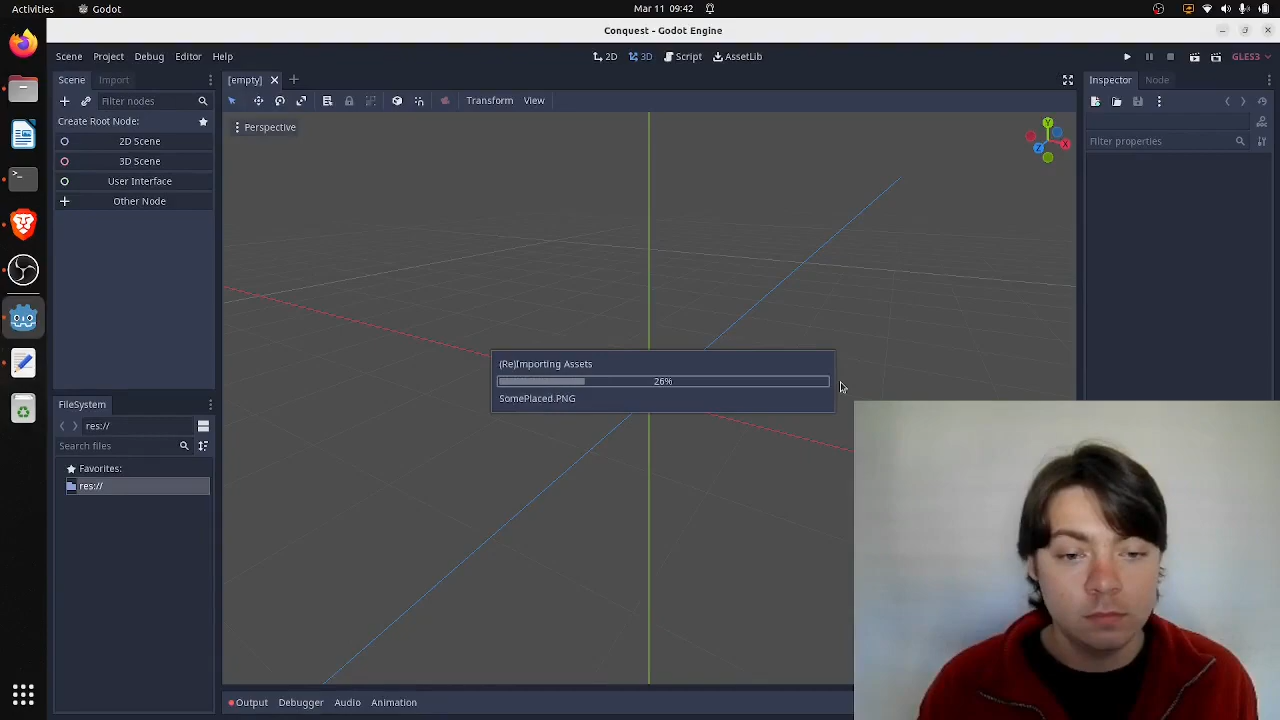 Activities
Godot
Mar 11 09:42
Conquest - Godot Engine
Scene Project Debug Editor Help
2D 3D Script AssetLib
GLES3
Scene Import
[empty]
Inspector Node
Filter nodes
Transform View
Create Root Node:
Perspective
Y
X
Z
2D Scene
Filter properties
3D Scene
User Interface
Other Node
(Re)Importing Assets
26%
SomePlaced.PNG
FileSystem
res://
Search files
Favorites:
res://
Output Debugger Audio Animation